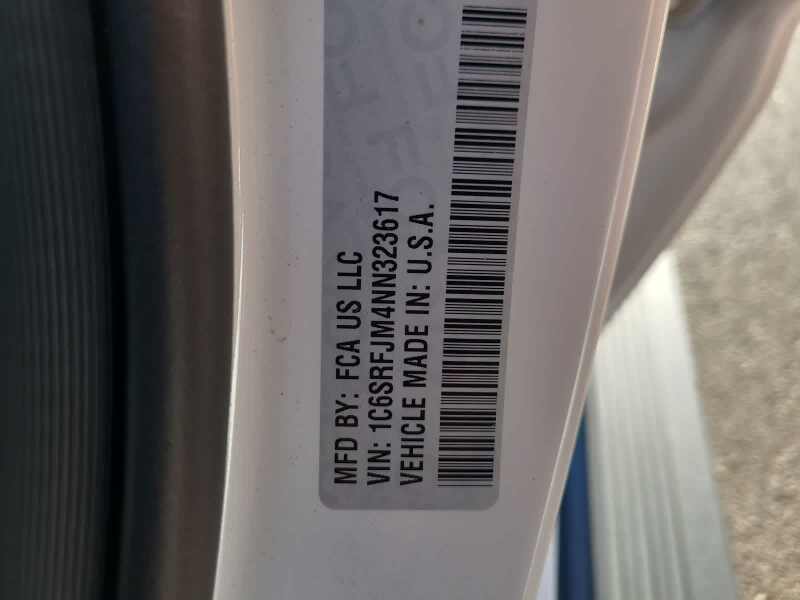 MFD BY: FCA US LLC
VIN: 1C6SRFJM4NN323617
VEHICLE MADE IN: U.S.A.